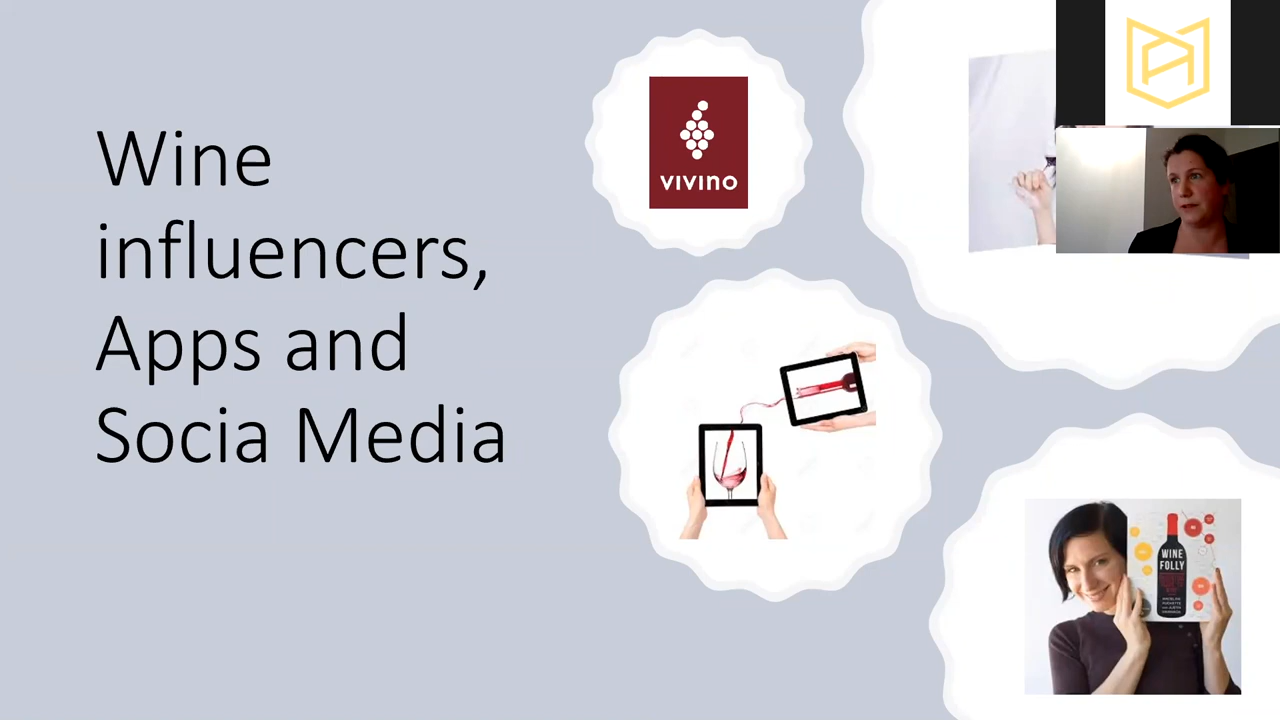 Wine
influencers,
Apps and
Socia Media
VIVINO
WINE
FOLLY